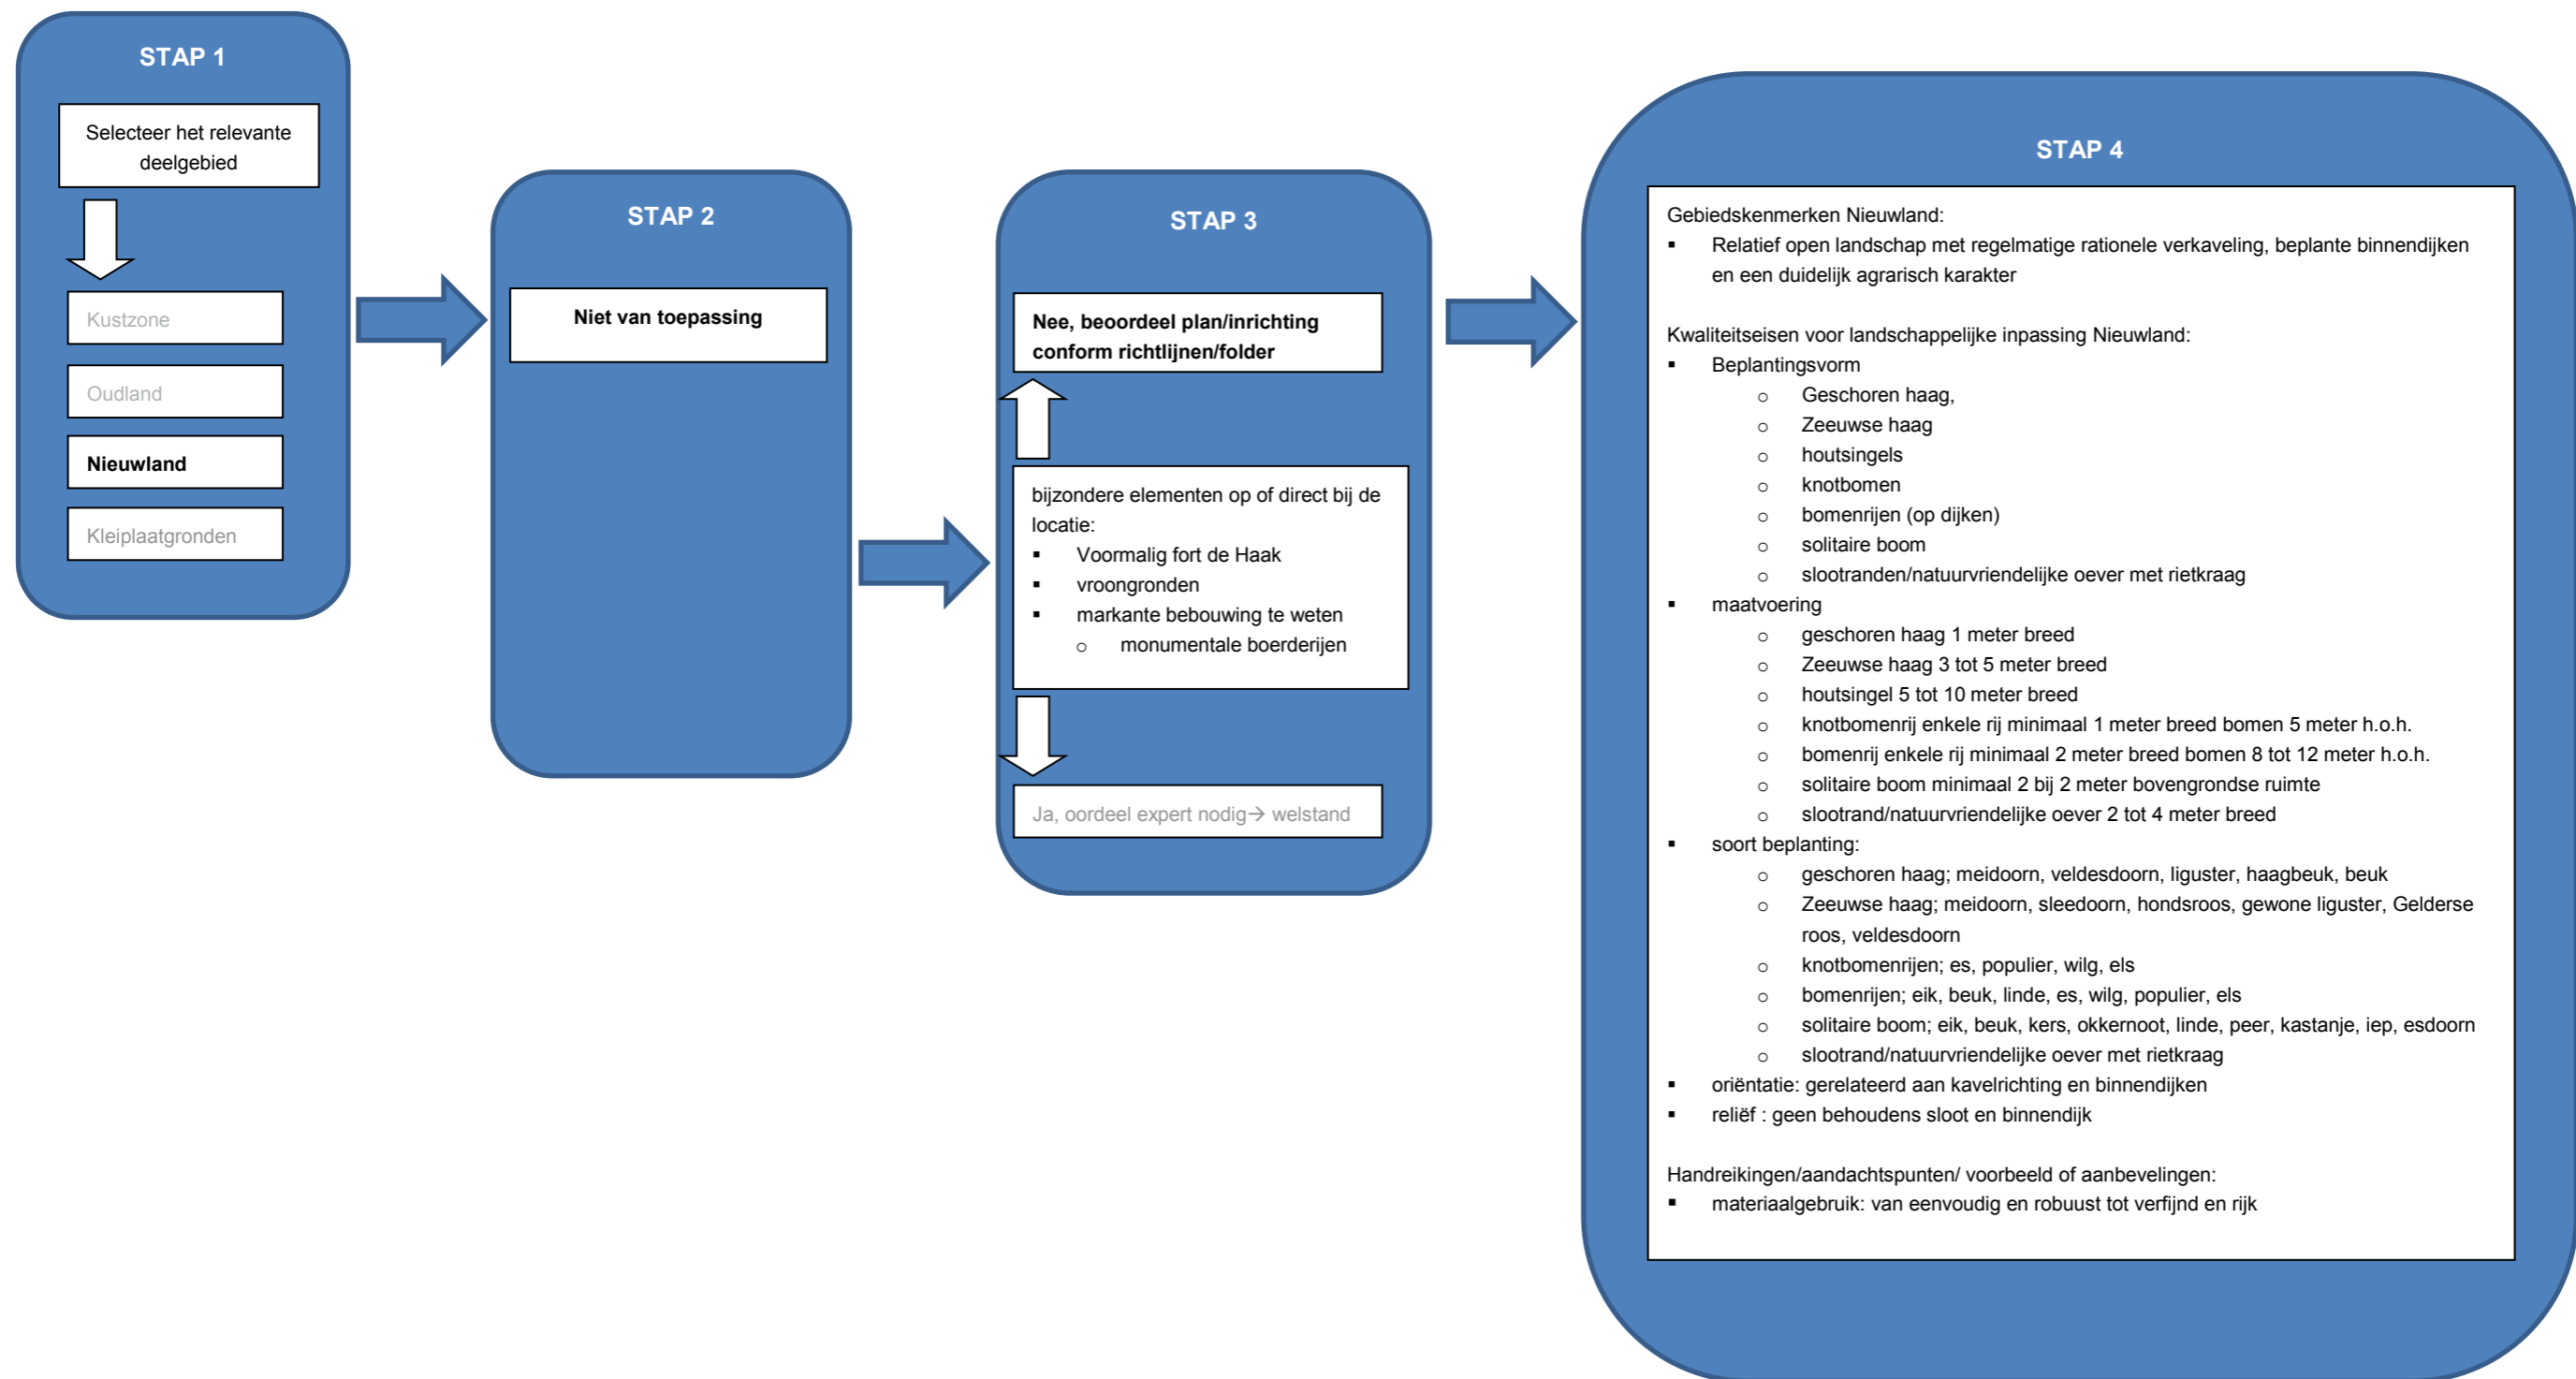 STAP 1
Selecteer het relevante
deelgebied
Kustzone
Oudland
Nieuwland
Kleiplaatgronden
STAP 2
Niet van toepassing
STAP 3
Nee, beoordeel plan/inrichting
conform richtlijnen/folder
bijzondere elementen op of direct bij de
locatie:
▪ Voormalig fort de Haak
▪ vroongronden
▪ markante bebouwing te weten
o monumentale boerderijen
Ja, oordeel expert nodig→ welstand
STAP 4
Gebiedskenmerken Nieuwland:
▪ Relatief open landschap met regelmatige rationele verkaveling, beplante binnendijken
en een duidelijk agrarisch karakter
Kwaliteitseisen voor landschappelijke inpassing Nieuwland:
▪ Beplantingsvorm
o Geschoren haag,
o Zeeuwse haag
o houtsingels
o knotbomen
o bomenrijen (op dijken)
o solitaire boom
o slootranden/natuurvriendelijke oever met rietkraag
▪ maatvoering
o geschoren haag 1 meter breed
o Zeeuwse haag 3 tot 5 meter breed
o houtsingel 5 tot 10 meter breed
o knotbomenrij enkele rij minimaal 1 meter breed bomen 5 meter h.o.h.
o bomenrij enkele rij minimaal 2 meter breed bomen 8 tot 12 meter h.o.h.
o solitaire boom minimaal 2 bij 2 meter bovengrondse ruimte
o slootrand/natuurvriendelijke oever 2 tot 4 meter breed
▪ soort beplanting:
o geschoren haag; meidoorn, veldesdoorn, liguster, haagbeuk, beuk
o Zeeuwse haag; meidoorn, sleedoorn, hondsroos, gewone liguster, Gelderse
roos, veldesdoorn
o knotbomenrijen; es, populier, wilg, els
o bomenrijen; eik, beuk, linde, es, wilg, populier, els
o solitaire boom; eik, beuk, kers, okkernoot, linde, peer, kastanje, iep, esdoorn
o slootrand/natuurvriendelijke oever met rietkraag
▪ oriëntatie: gerelateerd aan kavelrichting en binnendijken
▪ reliëf : geen behoudens sloot en binnendijk
Handreikingen/aandachtspunten/ voorbeeld of aanbevelingen:
▪ materiaalgebruik: van eenvoudig en robuust tot verfijnd en rijk